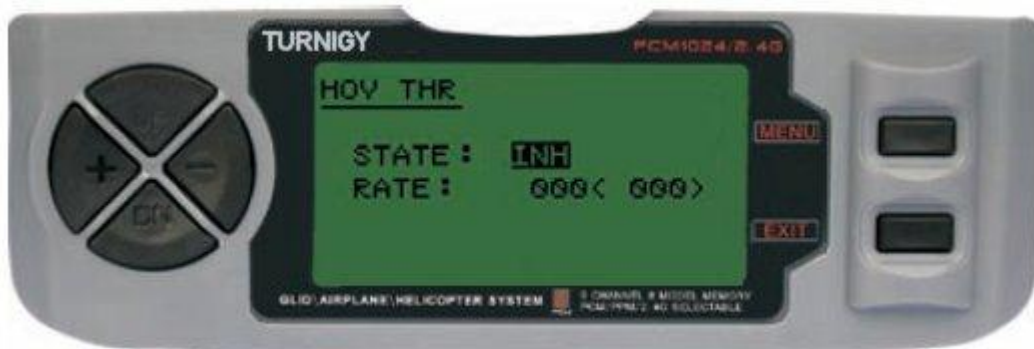 TURNIGY
PCM1024/2.4G
HOV THR
STATE: INH
RATE: 000< 000>
MENU
EXIT
+ -
DN
GLID\AIRPLANE\HELICOPTER SYSTEM
CHANNEL 8 MODEL MEMORY
PCM/PPM/2.4G SELECTABLE